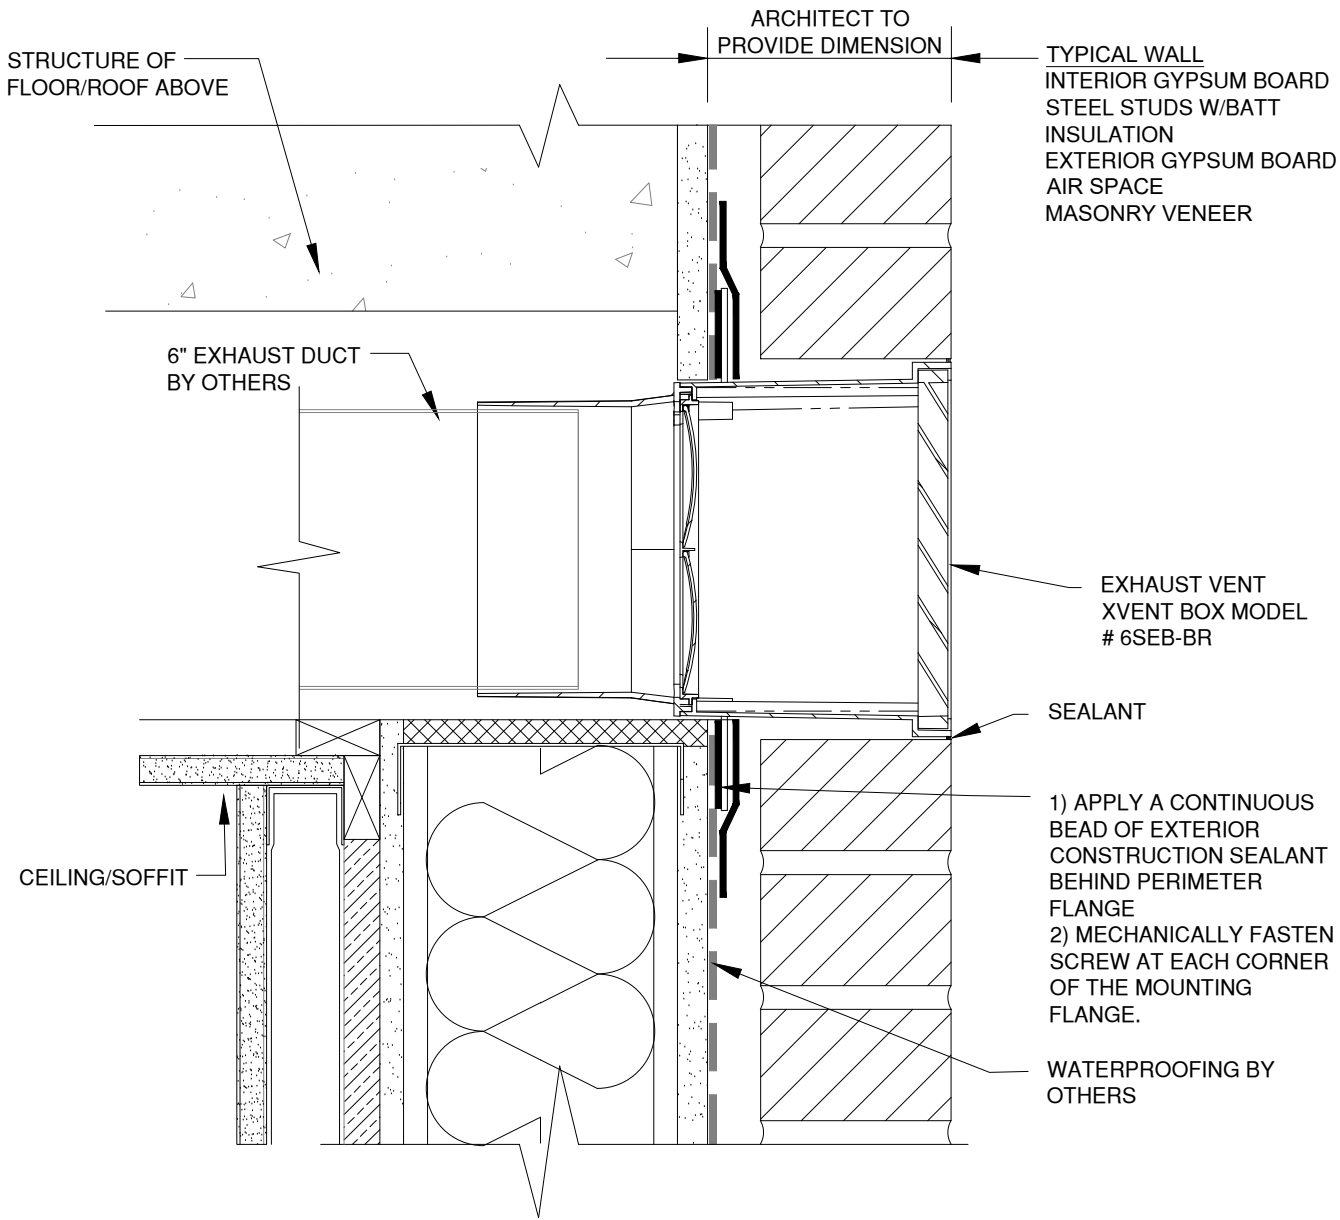 ARCHITECT TO
PROVIDE DIMENSION
STRUCTURE OF
FLOOR/ROOF ABOVE
TYPICAL WALL
INTERIOR GYPSUM BOARD
STEEL STUDS W/BATT
INSULATION
EXTERIOR GYPSUM BOARD
AIR SPACE
MASONRY VENEER
6" EXHAUST DUCT
BY OTHERS
EXHAUST VENT
XVENT BOX MODEL
# 6SEB-BR
SEALANT
1) APPLY A CONTINUOUS
BEAD OF EXTERIOR
CONSTRUCTION SEALANT
BEHIND PERIMETER
FLANGE
2) MECHANICALLY FASTEN
SCREW AT EACH CORNER
OF THE MOUNTING
FLANGE.
CEILING/SOFFIT
WATERPROOFING BY
OTHERS